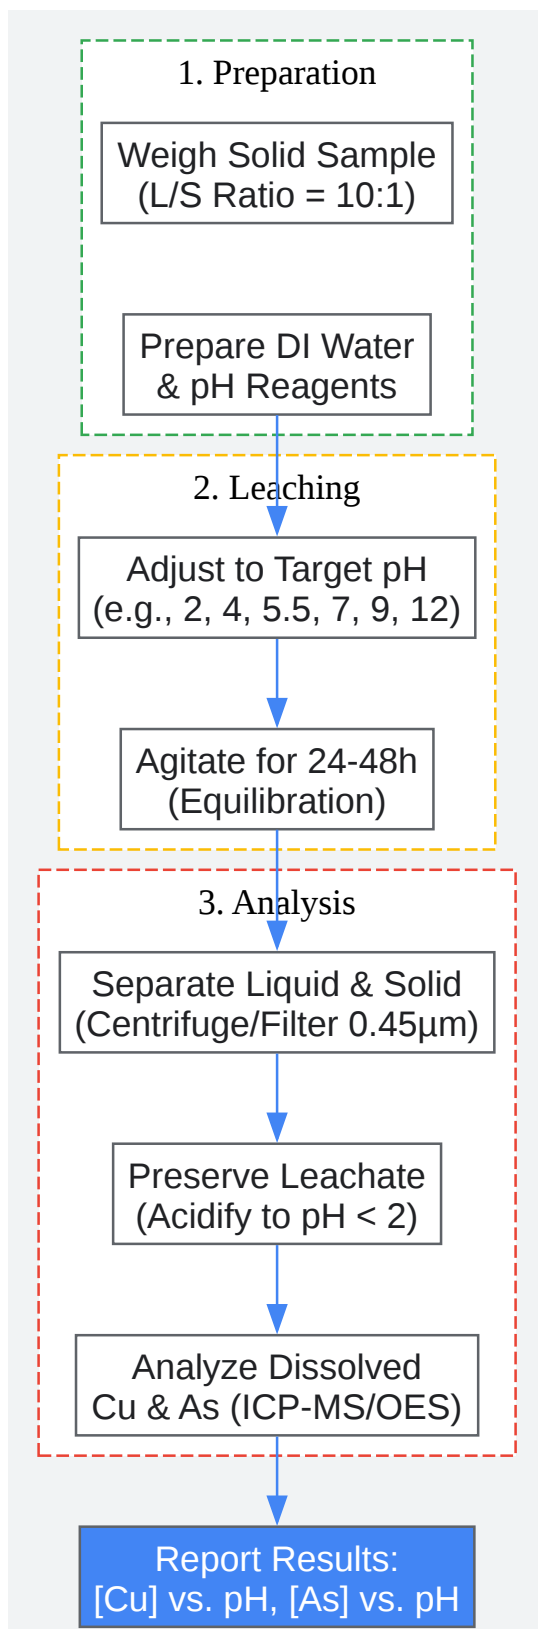 1. Preparation
Weigh Solid Sample
(L/S Ratio = 10:1)
Prepare DI Water
& pH Reagents
2. Leaching
Adjust to Target pH
(e.g., 2, 4, 5.5, 7, 9, 12)
Agitate for 24-48h
(Equilibration)
3. Analysis
Separate Liquid & Solid
(Centrifuge/Filter 0.45µm)
Preserve Leachate
(Acidify to pH < 2)
Analyze Dissolved
Cu & As (ICP-MS/OES)
Report Results:
[Cu] vs. pH, [As] vs. pH